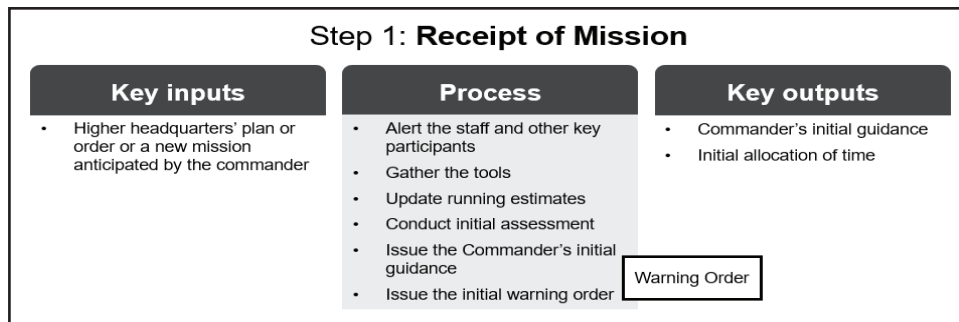 Step 1: Receipt of Mission
Key inputs
• Higher headquarters' plan or
order or a new mission
anticipated by the commander
Process
• Alert the staff and other key
participants
• Gather the tools
• Update running estimates
• Conduct initial assessment
• Issue the Commander's initial
guidance
• Issue the initial warning order
Warning Order
Key outputs
• Commander's initial guidance
• Initial allocation of time